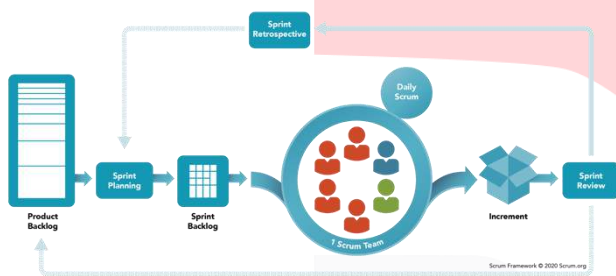 Sprint
Retrospective
Daily
Scrum
Sprint
Planning
Sprint
Review
Product
Backlog
Sprint
Backlog
1 Scrum Team
Increment
Scrum Framework © 2020 Scrum.org